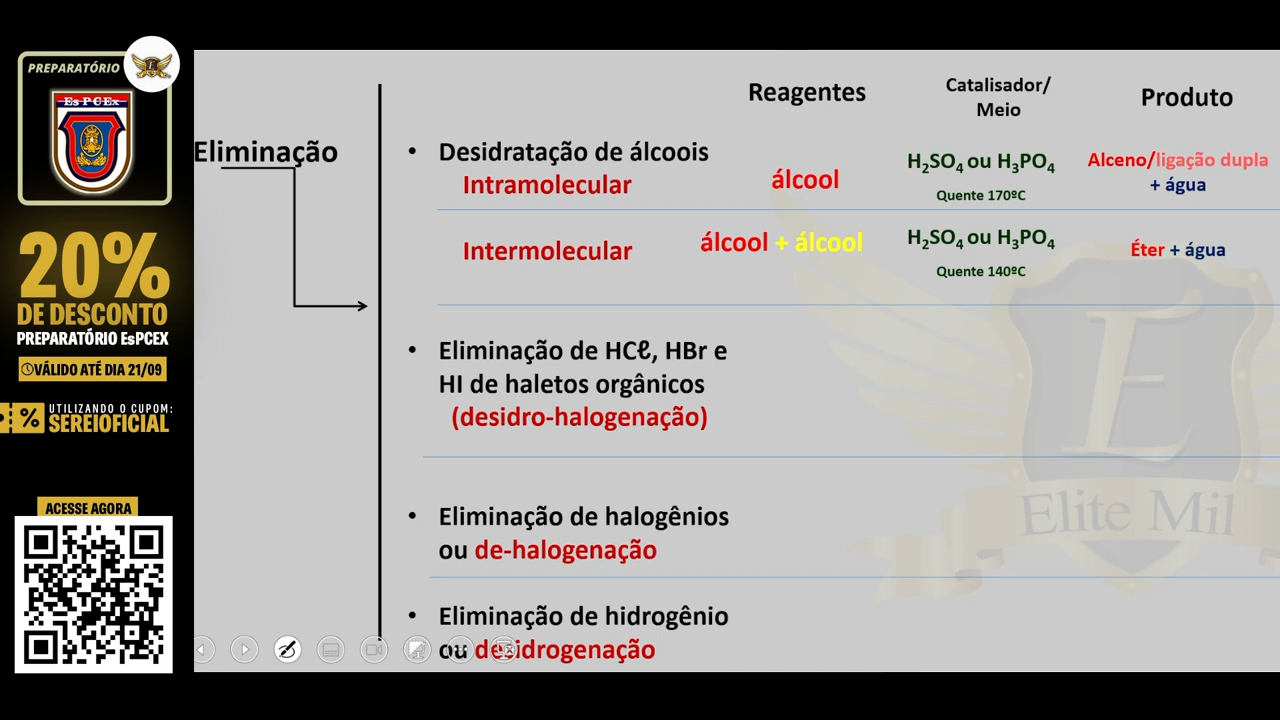 PREPARATÓRIO
EsPCEx
20%
DE DESCONTO
PREPARATÓRIO EsPCEX
VÁLIDO ATÉ DIA 21/09
%
UTILIZANDO O CUPOM:
SEREIOFICIAL
ACESSE AGORA
Eliminação
Reagentes
Catalisador/
Meio
Produto
• Desidratação de álcoois
Intramolecular
álcool
H₂SO₄ ou H₃PO₄
Quente 170ºC
Alceno/ligação dupla
+ água
Intermolecular
álcool + álcool
H₂SO₄ ou H₃PO₄
Quente 140ºC
Éter + água
• Eliminação de HCℓ, HBr e
HI de haletos orgânicos
(desidro-halogenação)
• Eliminação de halogênios
ou de-halogenação
• Eliminação de hidrogênio
ou desidrogenação
E
Elite Mil